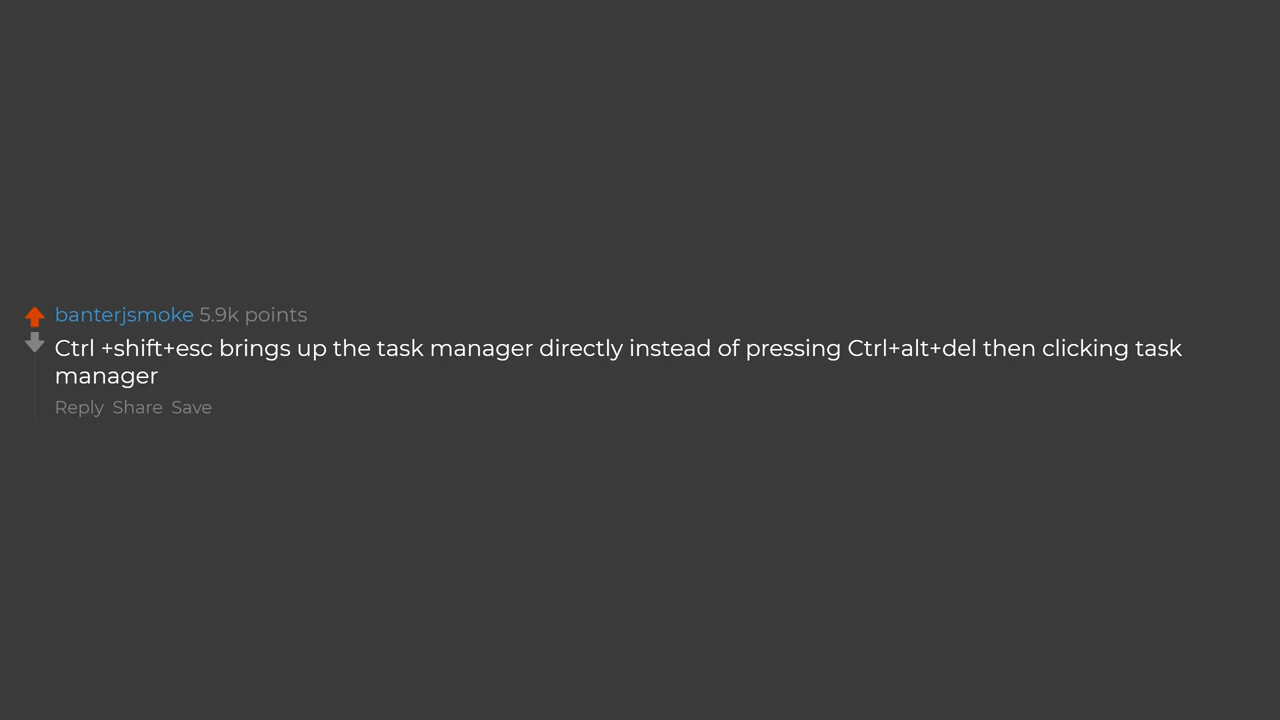 banterjsmoke 5.9k points
Ctrl +shift+esc brings up the task manager directly instead of pressing Ctrl+alt+del then clicking task
manager
Reply Share Save